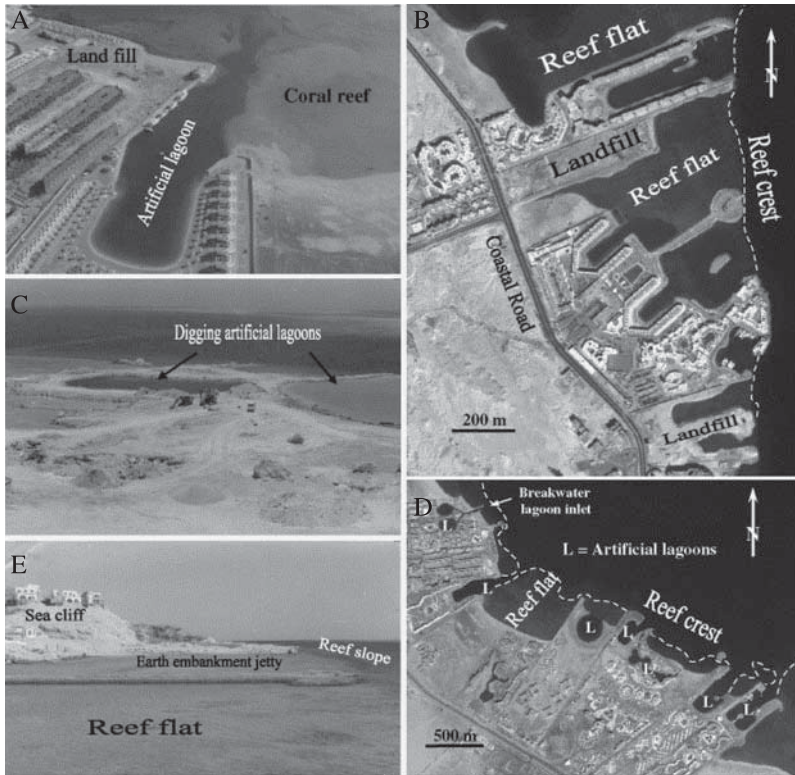 A
Land fill
Coral reef
Artificial lagoon
B
Reef flat
N
Landfill
Reef flat
Reef crest
Coastal Road
200 m
Landfill
C
Digging artificial lagoons
D
Breakwater
lagoon inlet
N
L
L = Artificial lagoons
L
Reef flat
Reef crest
L
L
L
L
L
500 m
E
Sea cliff
Reef slope
Earth embankment jetty
Reef flat